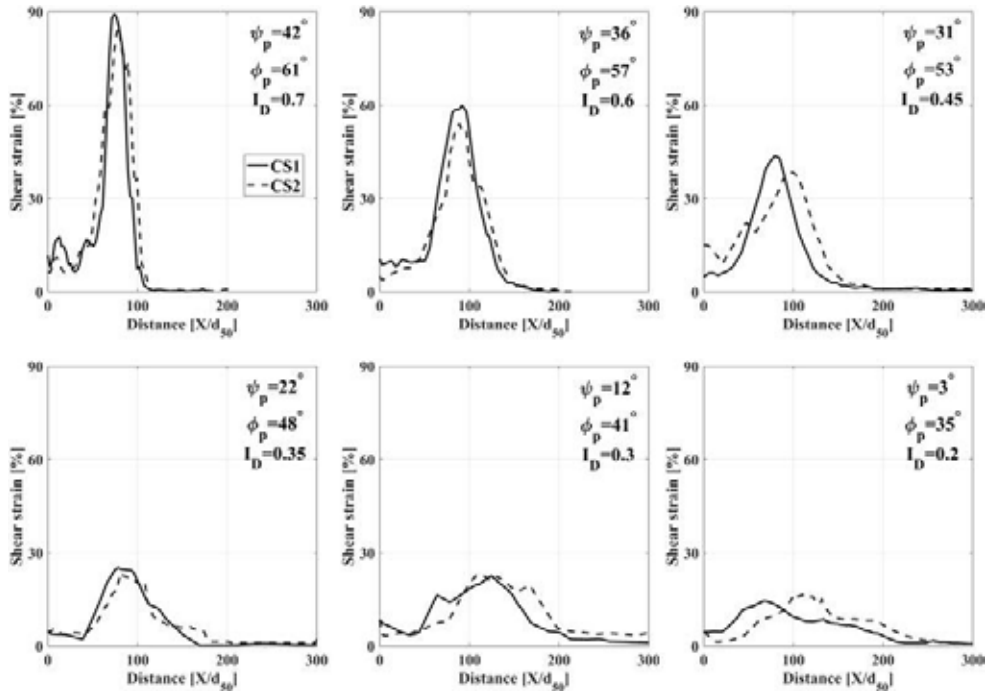 90
60
30
0
Shear strain [%]
ψp=42°
ϕp=61°
ID=0.7
CS1
CS2
0 100 200 300
Distance [X/d50]
90
60
30
0
Shear strain [%]
ψp=36°
ϕp=57°
ID=0.6
0 100 200 300
Distance [X/d50]
90
60
30
0
Shear strain [%]
ψp=31°
ϕp=53°
ID=0.45
0 100 200 300
Distance [X/d50]
90
60
30
0
Shear strain [%]
ψp=22°
ϕp=48°
ID=0.35
0 100 200 300
Distance [X/d50]
90
60
30
0
Shear strain [%]
ψp=12°
ϕp=41°
ID=0.3
0 100 200 300
Distance [X/d50]
90
60
30
0
Shear strain [%]
ψp=3°
ϕp=35°
ID=0.2
0 100 200 300
Distance [X/d50]